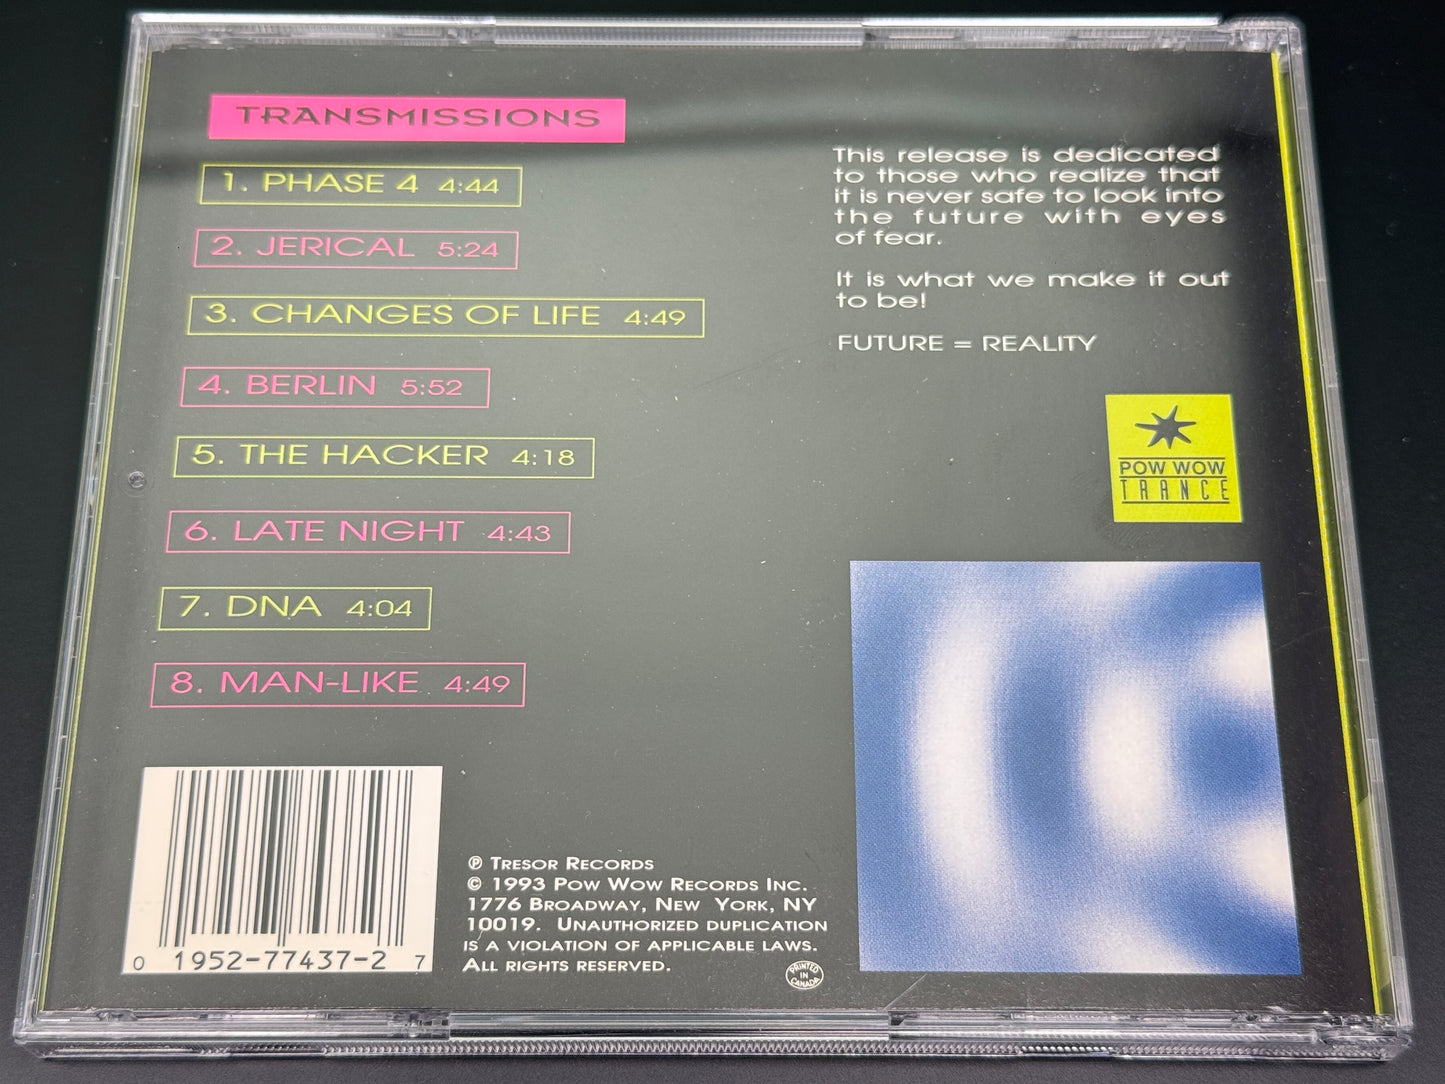 TRANSMISSIONS
1. PHASE 4 4:44
2. JERICAL 5:24
3. CHANGES OF LIFE 4:49
4. BERLIN 5:52
5. THE HACKER 4:18
6. LATE NIGHT 4:43
7. DNA 4:04
8. MAN-LIKE 4:49
This release is dedicated
to those who realize that
it is never safe to look into
the future with eyes
of fear.
It is what we make it out
to be!
FUTURE = REALITY
POW WOW
TRANCE
0 1952-77437-2 7
℗ TRESOR RECORDS
© 1993 POW WOW RECORDS INC.
1776 BROADWAY, NEW YORK, NY
10019. UNAUTHORIZED DUPLICATION
IS A VIOLATION OF APPLICABLE LAWS.
ALL RIGHTS RESERVED.
PRINTED
IN
CANADA